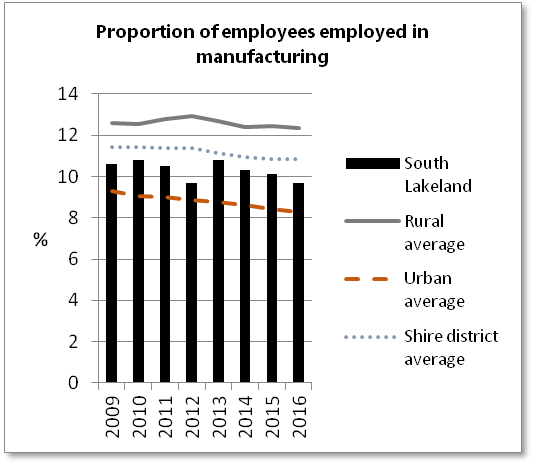 Proportion of employees employed in
manufacturing
14
12
10
8
6
4
2
0
%
2009
2010
2011
2012
2013
2014
2015
2016
South
Lakeland
Rural
average
Urban
average
Shire district
average